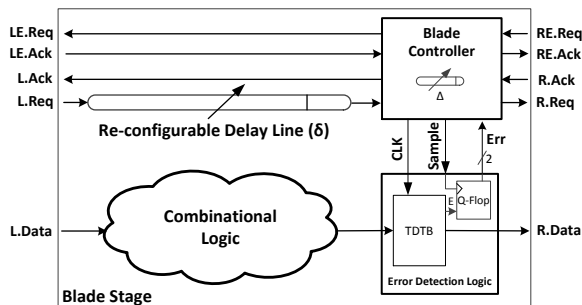 LE.Req
LE.Ack
L.Ack
L.Req
Re-configurable Delay Line (δ)
Blade
Controller
Δ
RE.Req
RE.Ack
R.Ack
R.Req
CLK
Sample
Err
2
L.Data
Combinational
Logic
TDTB
E
Q-Flop
Error Detection Logic
R.Data
Blade Stage